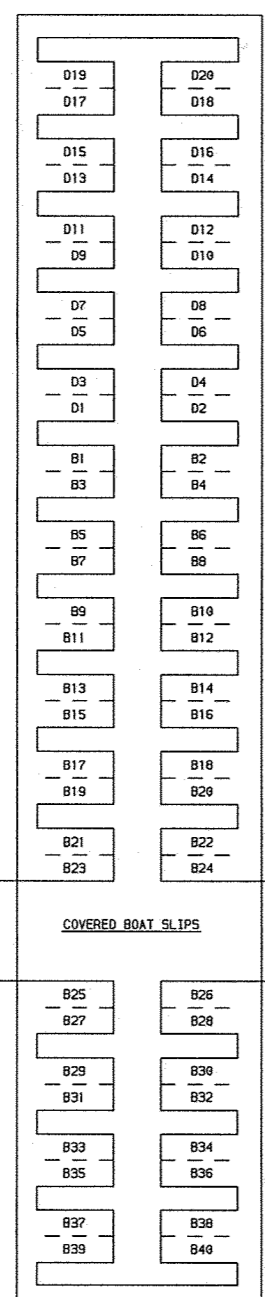 D19 D20
D17 D18
D15 D16
D13 D14
D11 D12
D9 D10
D7 D8
D5 D6
D3 D4
D1 D2
B1 B2
B3 B4
B5 B6
B7 B8
B9 B10
B11 B12
B13 B14
B15 B16
B17 B18
B19 B20
B21 B22
B23 B24
COVERED BOAT SLIPS
B25 B26
B27 B28
B29 B30
B31 B32
B33 B34
B35 B36
B37 B38
B39 B40